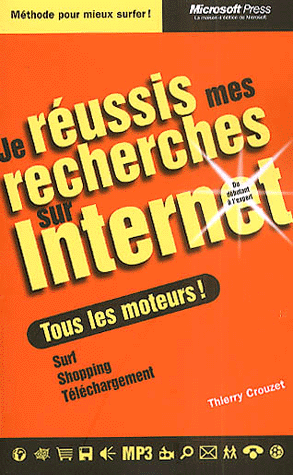 Méthode pour mieux surfer !
Microsoft Press
La maison d'édition de Microsoft
Je réussis mes
recherches
sur
Internet
Du
débutant
à l'expert
Tous les moteurs !
Surf
Shopping
Téléchargement
Thierry Crouzet
MP3